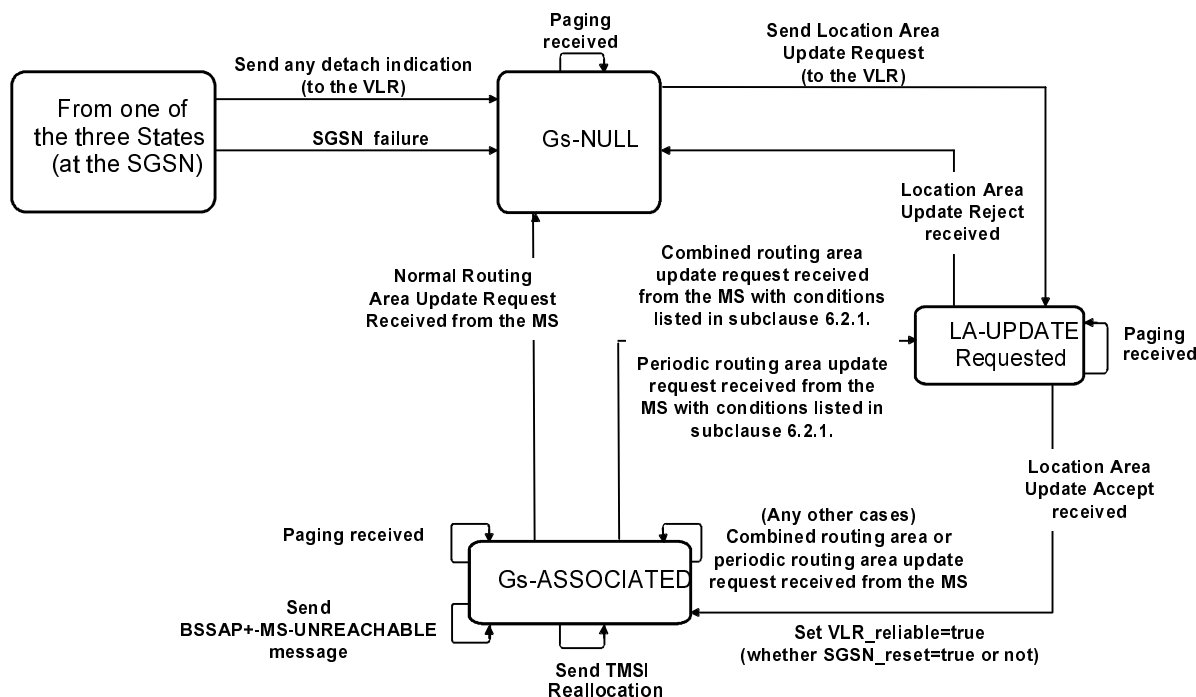 Paging
received
Send Location Area
Update Request
(to the VLR)
Send any detach indication
(to the VLR)
From one of
the three States
(at the SGSN)
SGSN failure
Gs-NULL
Location Area
Update Reject
received
Normal Routing
Area Update Request
Received from the MS
Combined routing area
update request received
from the MS with conditions
listed in subclause 6.2.1.
LA-UPDATE
Requested
Paging
received
Periodic routing area update
request received from the
MS with conditions listed in
subclause 6.2.1.
Location Area
Update Accept
received
Paging received
(Any other cases)
Combined routing area or
periodic routing area update
request received from the MS
Gs-ASSOCIATED
Send
BSSAP+-MS-UNREACHABLE
message
Set VLR_reliable=true
(whether SGSN_reset=true or not)
Send TMSI
Reallocation